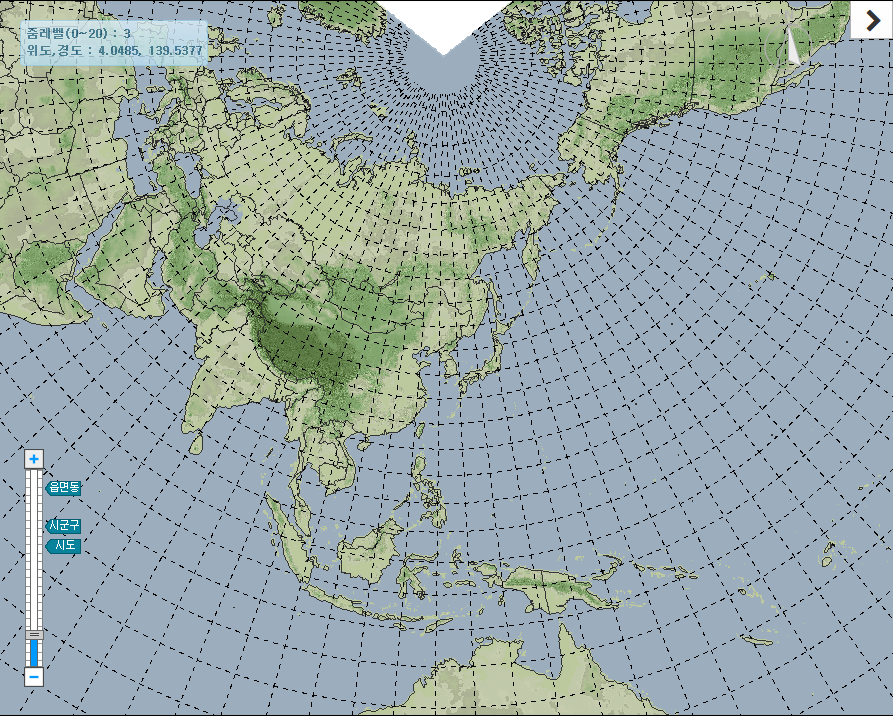 줌레벨(0~20) : 3
위도,경도 : 4.0485, 139.5377
+
읍면동
시군구
시도
−